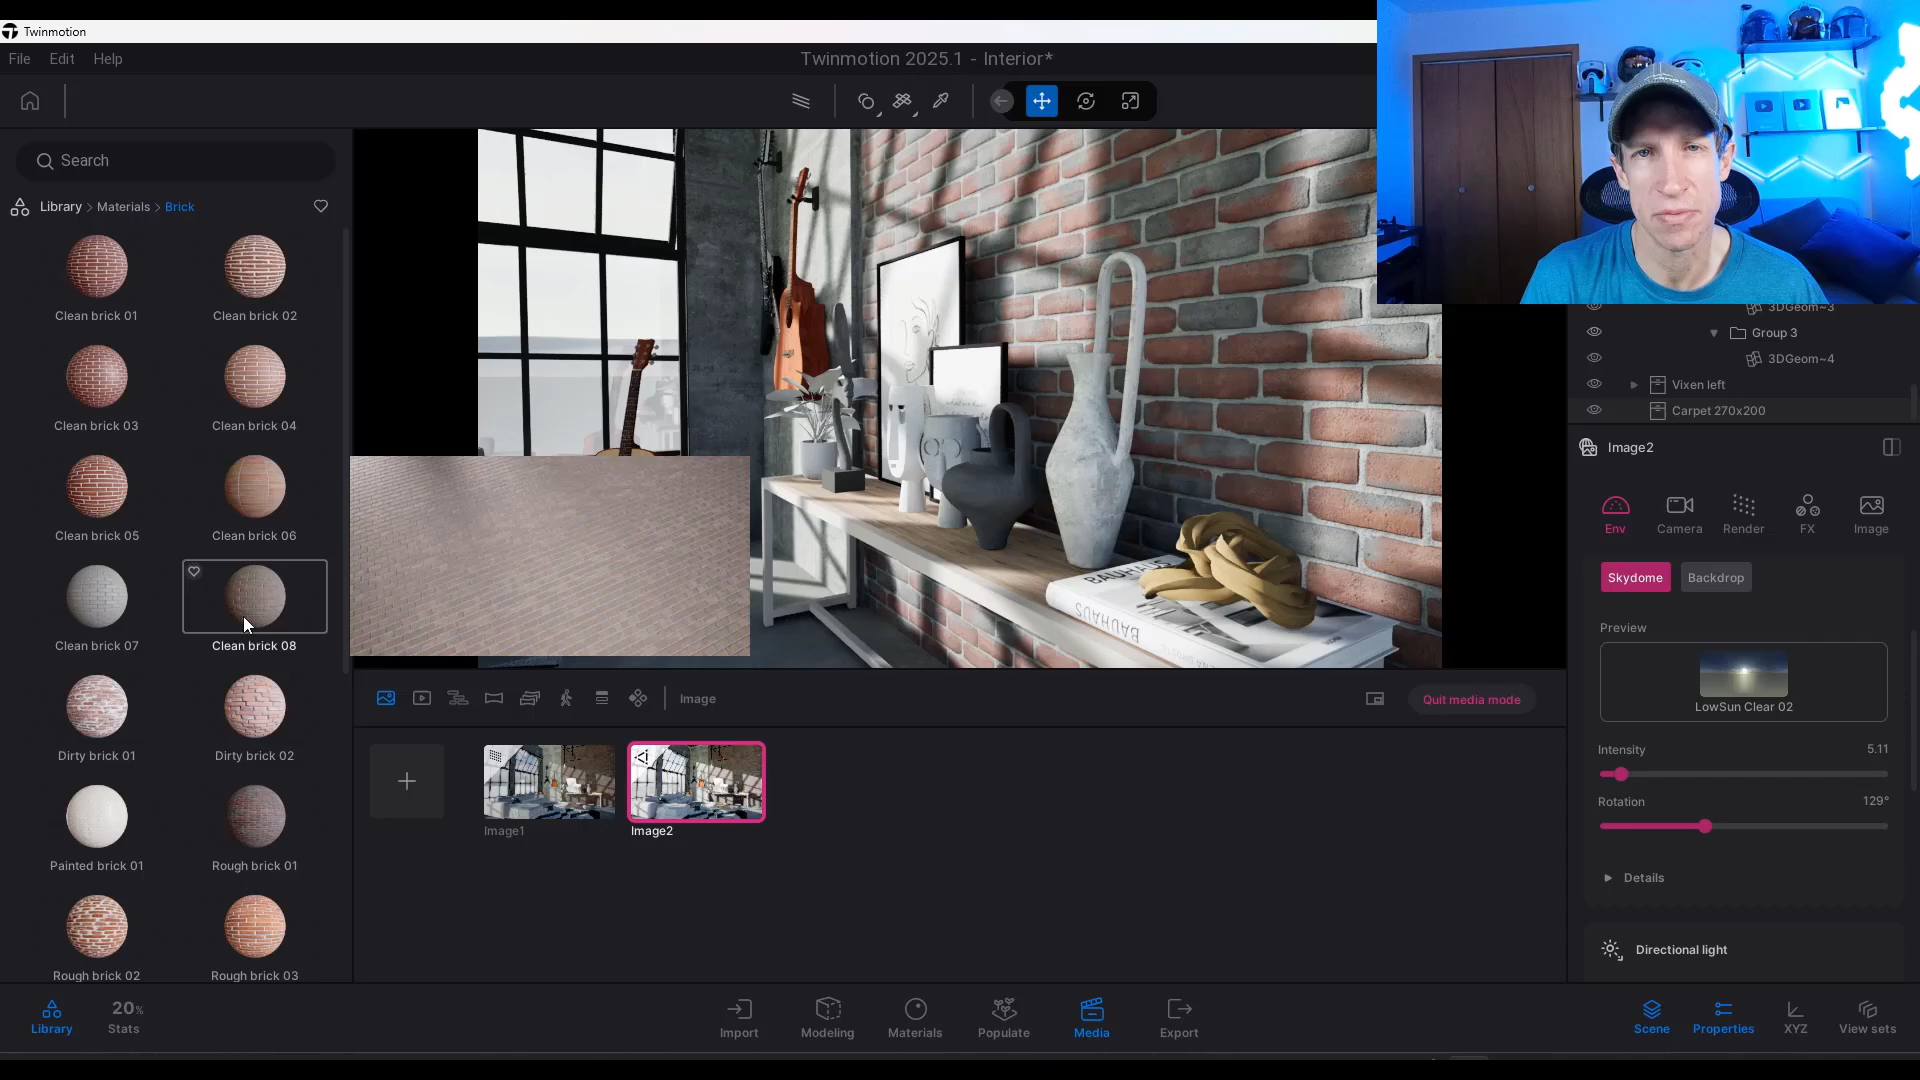 Twinmotion
File Edit Help
Twinmotion 2025.1 - Interior*
Search
Library > Materials > Brick
Clean brick 01
Clean brick 02
Clean brick 03
Clean brick 04
Clean brick 05
Clean brick 06
Clean brick 07
Clean brick 08
Dirty brick 01
Dirty brick 02
Painted brick 01
Rough brick 01
Rough brick 02
Rough brick 03
BAUHAUS
BAUHAUS
3DGeom~3
Group 3
3DGeom~4
Vixen left
Carpet 270x200
Image2
Env Camera Render FX Image
Skydome Backdrop
Preview
LowSun Clear 02
Intensity 5.11
Rotation 129°
Details
Directional light
Image
Quit media mode
Image1
Image2
Library
20%
Stats
Import Modeling Materials Populate Media Export
Scene Properties XYZ View sets